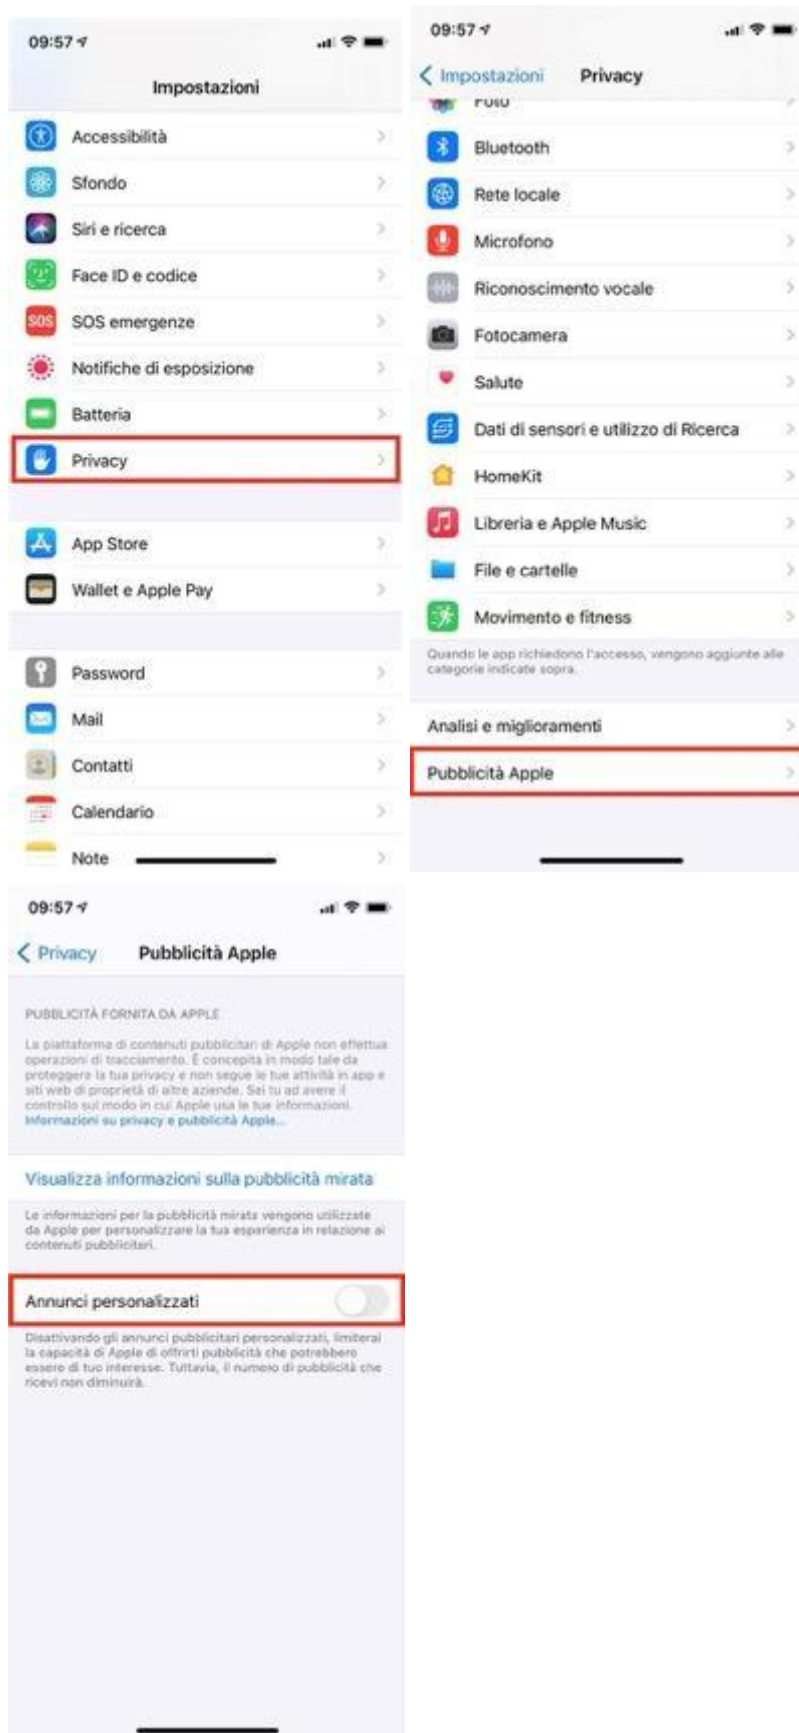 09:57
Impostazioni
Accessibilità
Sfondo
Siri e ricerca
Face ID e codice
SOS
SOS emergenze
Notifiche di esposizione
Batteria
Privacy
App Store
Wallet e Apple Pay
Password
Mail
Contatti
Calendario
Note
09:57
Impostazioni
Privacy
Foto
Bluetooth
Rete locale
Microfono
Riconoscimento vocale
Fotocamera
Salute
Dati di sensori e utilizzo di Ricerca
HomeKit
Libreria e Apple Music
File e cartelle
Movimento e fitness
Quando le app richiedono l'accesso, vengono aggiunte alle
categorie indicate sopra.
Analisi e miglioramenti
Pubblicità Apple
09:57
Privacy
Pubblicità Apple
PUBBLICITÀ FORNITA DA APPLE
La piattaforma di contenuti pubblicitari di Apple non effettua
operazioni di tracciamento. È concepita in modo tale da
proteggere la tua privacy e non segue le tue attività in app e
siti web di proprietà di altre aziende. Sei tu ad avere il
controllo sul modo in cui Apple usa le tue informazioni.
Informazioni su privacy e pubblicità Apple...
Visualizza informazioni sulla pubblicità mirata
Le informazioni per la pubblicità mirata vengono utilizzate
da Apple per personalizzare la tua esperienza in relazione ai
contenuti pubblicitari.
Annunci personalizzati
Disattivando gli annunci pubblicitari personalizzati, limiterai
la capacità di Apple di offrirti pubblicità che potrebbero
essere di tuo interesse. Tuttavia, il numero di pubblicità che
ricevi non diminuirà.